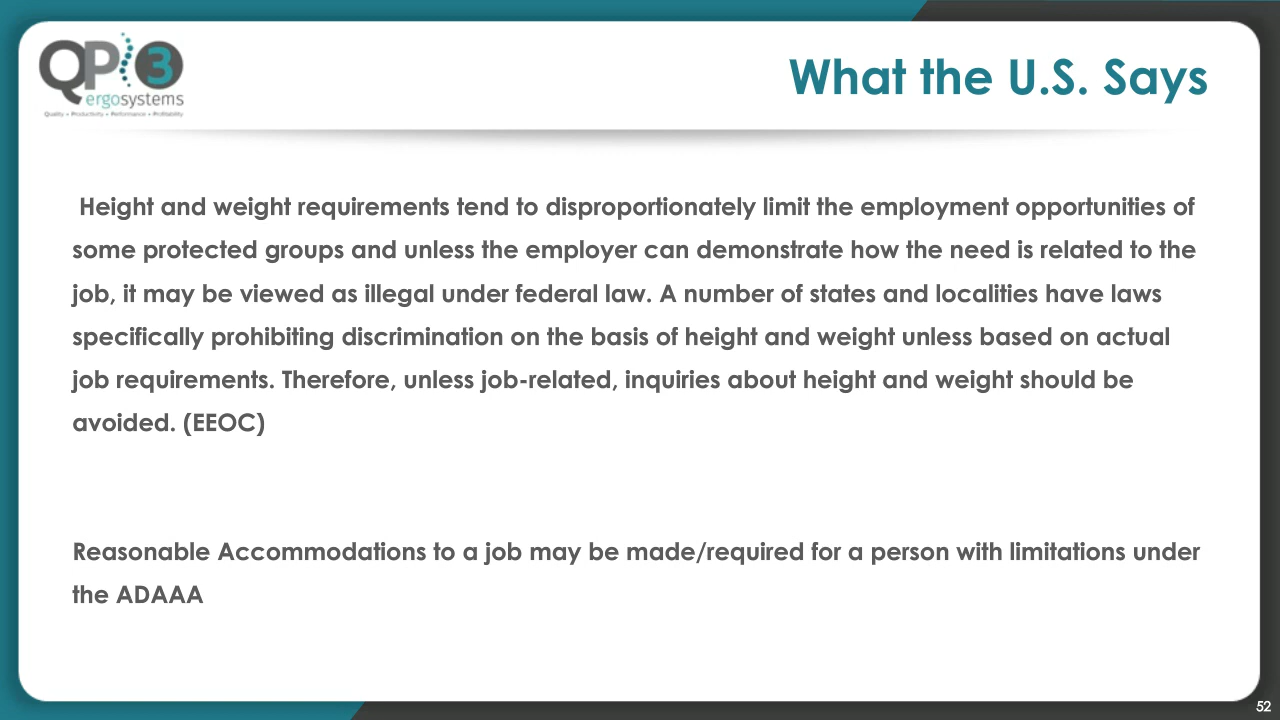 QP3
ergosystems
Quality • Productivity • Performance • Profitability
What the U.S. Says
Height and weight requirements tend to disproportionately limit the employment opportunities of
some protected groups and unless the employer can demonstrate how the need is related to the
job, it may be viewed as illegal under federal law. A number of states and localities have laws
specifically prohibiting discrimination on the basis of height and weight unless based on actual
job requirements. Therefore, unless job-related, inquiries about height and weight should be
avoided. (EEOC)
Reasonable Accommodations to a job may be made/required for a person with limitations under
the ADAAA
52